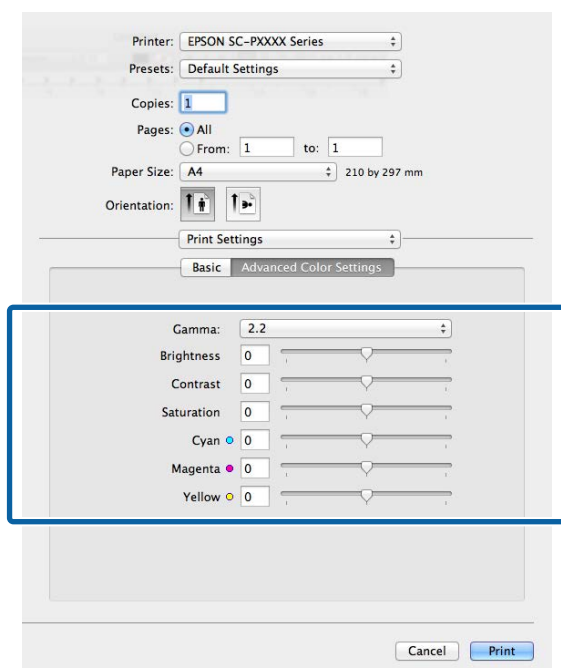 Printer: EPSON SC-PXXXX Series
Presets: Default Settings
Copies: 1
Pages: All
From: 1 to: 1
Paper Size: A4 210 by 297 mm
Orientation:
Print Settings
Basic Advanced Color Settings
Gamma: 2.2
Brightness 0
Contrast 0
Saturation 0
Cyan 0
Magenta 0
Yellow 0
Cancel Print